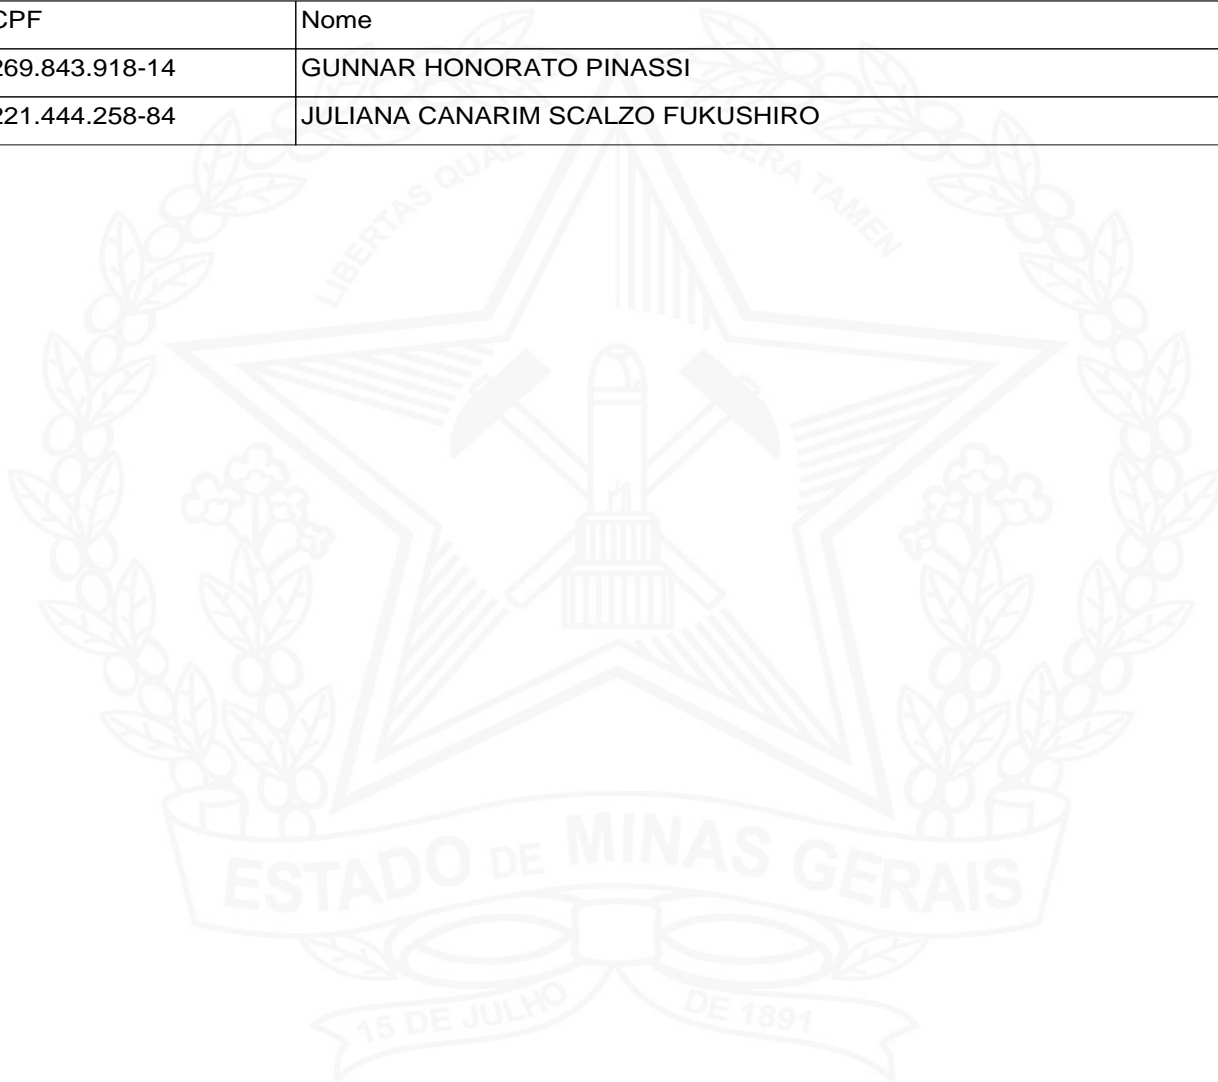 CPF Nome
269.843.918-14 GUNNAR HONORATO PINASSI
221.444.258-84 JULIANA CANARIM SCALZO FUKUSHIRO
LIBERTAS QUAE SERA TAMEN
ESTADO DE MINAS GERAIS
15 DE JULHO DE 1891